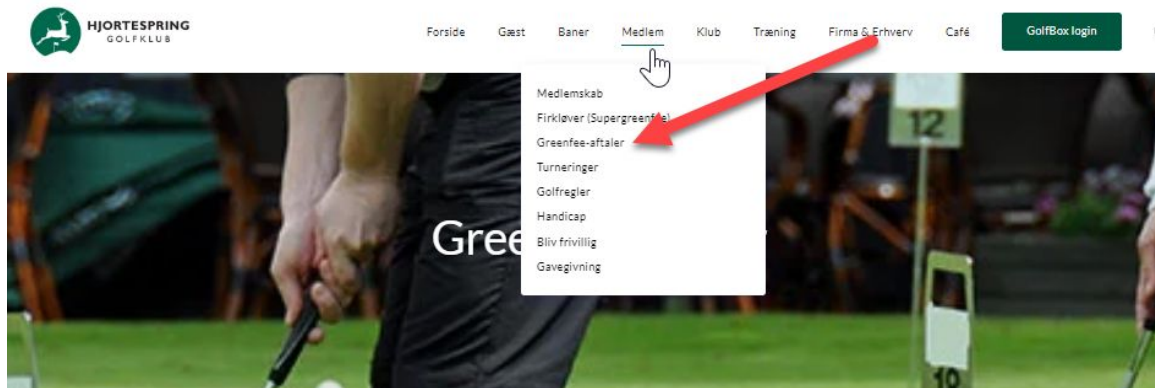 HJORTESPRING
GOLFKLUB
Forside Gæst Baner Medlem Klub Træning Firma & Erhverv Café GolfBox login
Medlemskab
Firkløver (Supergreenfee)
Greenfee-aftaler
Turneringer
Golfregler
Handicap
Bliv frivillig
Gavegivning
12
10